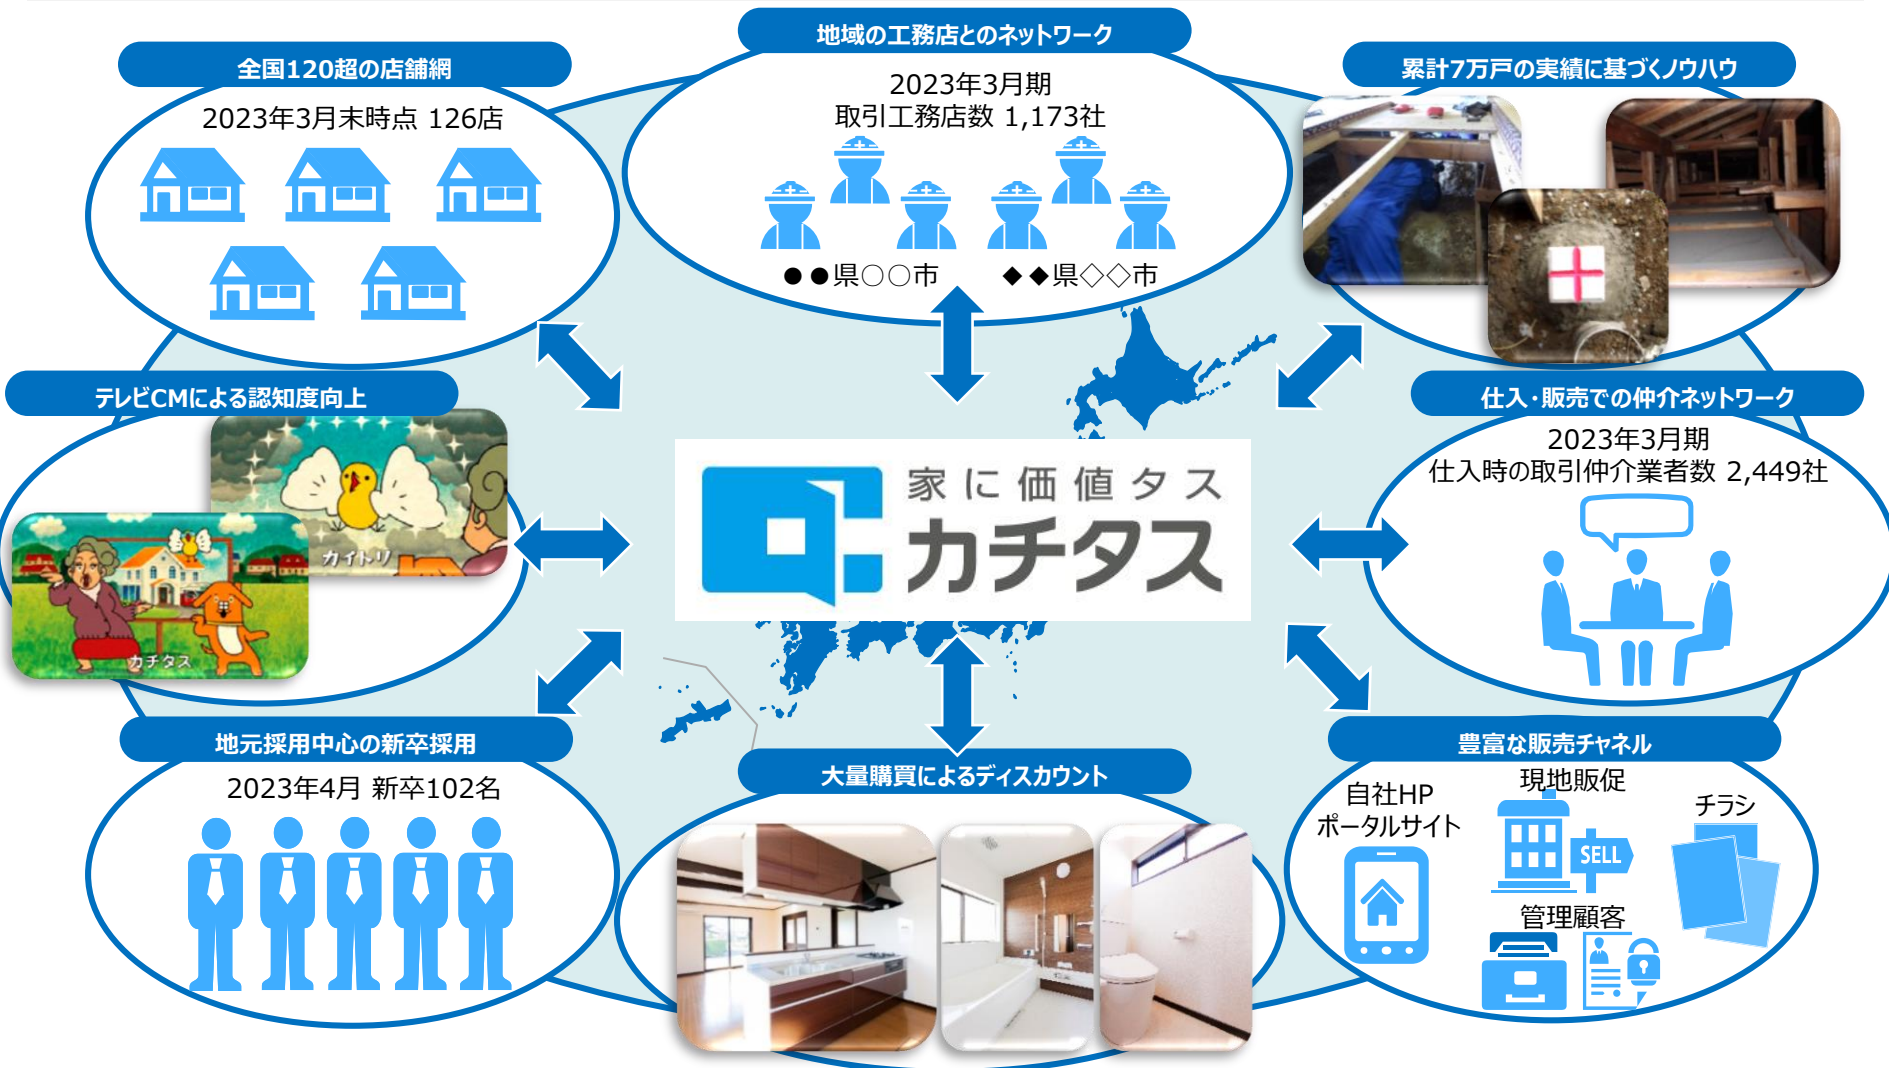 地域の工務店とのネットワーク
2023年3月期
取引工務店数 1,173社
●●県○○市
◆◆県◇◇市
全国120超の店舗網
2023年3月末時点 126店
累計7万戸の実績に基づくノウハウ
テレビCMによる認知度向上
カイトリ
カチタス
家に価値タス
カチタス
仕入・販売での仲介ネットワーク
2023年3月期
仕入時の取引仲介業者数 2,449社
地元採用中心の新卒採用
2023年4月 新卒102名
大量購買によるディスカウント
豊富な販売チャネル
自社HP
ポータルサイト
現地販促
SELL
チラシ
管理顧客